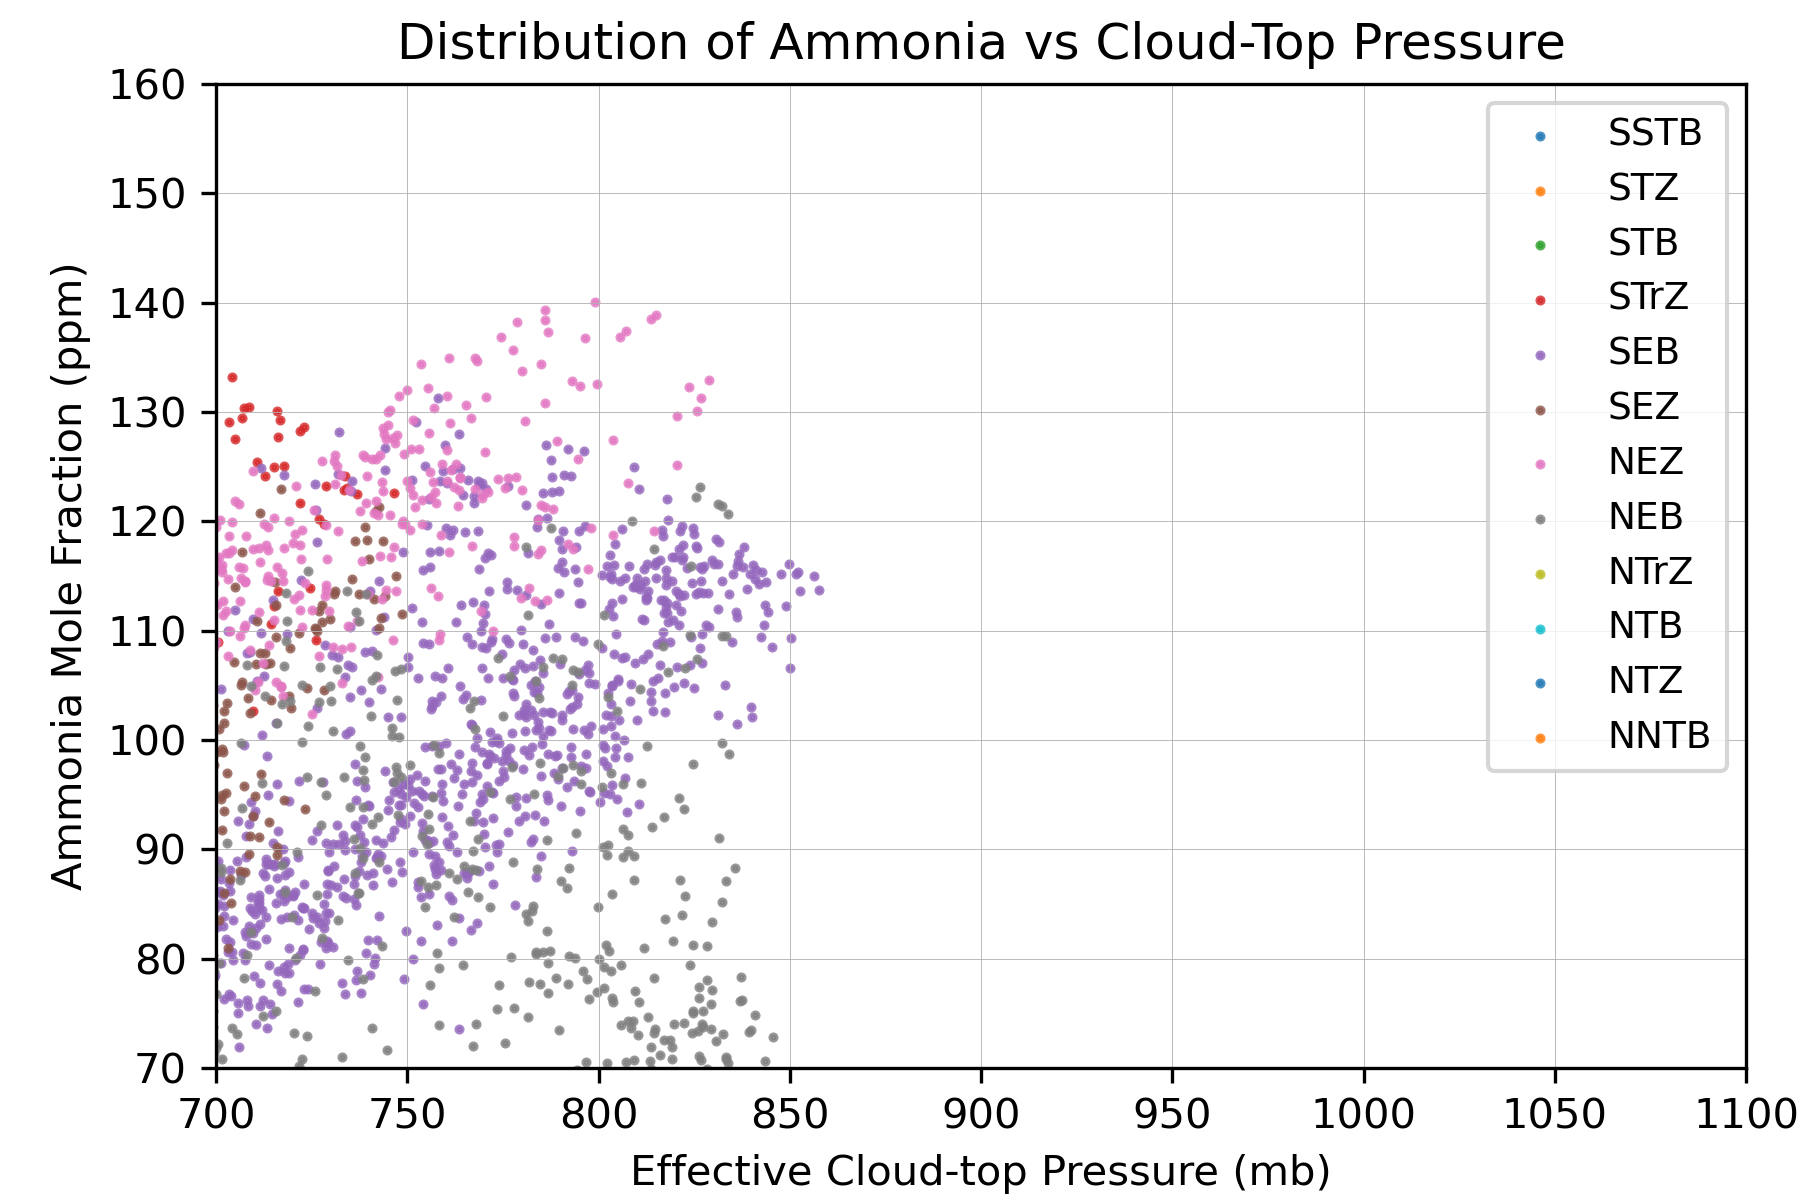 Distribution of Ammonia vs Cloud-Top Pressure
160
150
140
130
120
110
100
90
80
70
Ammonia Mole Fraction (ppm)
SSTB
STZ
STB
STrZ
SEB
SEZ
NEZ
NEB
NTrZ
NTB
NTZ
NNTB
700 750 800 850 900 950 1000 1050 1100
Effective Cloud-top Pressure (mb)